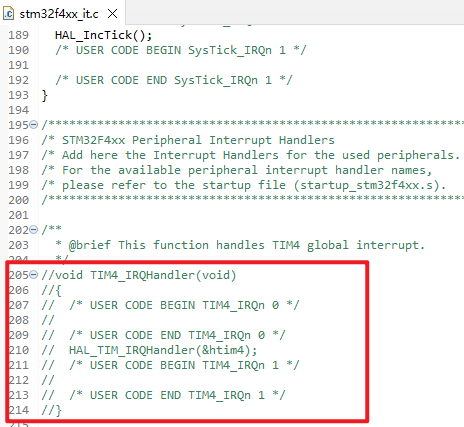 stm32f4xx_it.c
189 HAL_IncTick();
190 /* USER CODE BEGIN SysTick_IRQn 1 */
191
192 /* USER CODE END SysTick_IRQn 1 */
193 }
194
195 /******************************************************************
196 /* STM32F4xx Peripheral Interrupt Handlers
197 /* Add here the Interrupt Handlers for the used peripherals.
198 /* For the available peripheral interrupt handler names,
199 /* please refer to the startup file (startup_stm32f4xx.s).
200 /******************************************************************
201
202 /**
203 * @brief This function handles TIM4 global interrupt.
204 */
205 //void TIM4_IRQHandler(void)
206 //{
207 // /* USER CODE BEGIN TIM4_IRQn 0 */
208 //
209 // /* USER CODE END TIM4_IRQn 0 */
210 // HAL_TIM_IRQHandler(&htim4);
211 // /* USER CODE BEGIN TIM4_IRQn 1 */
212 //
213 // /* USER CODE END TIM4_IRQn 1 */
214 //}
215